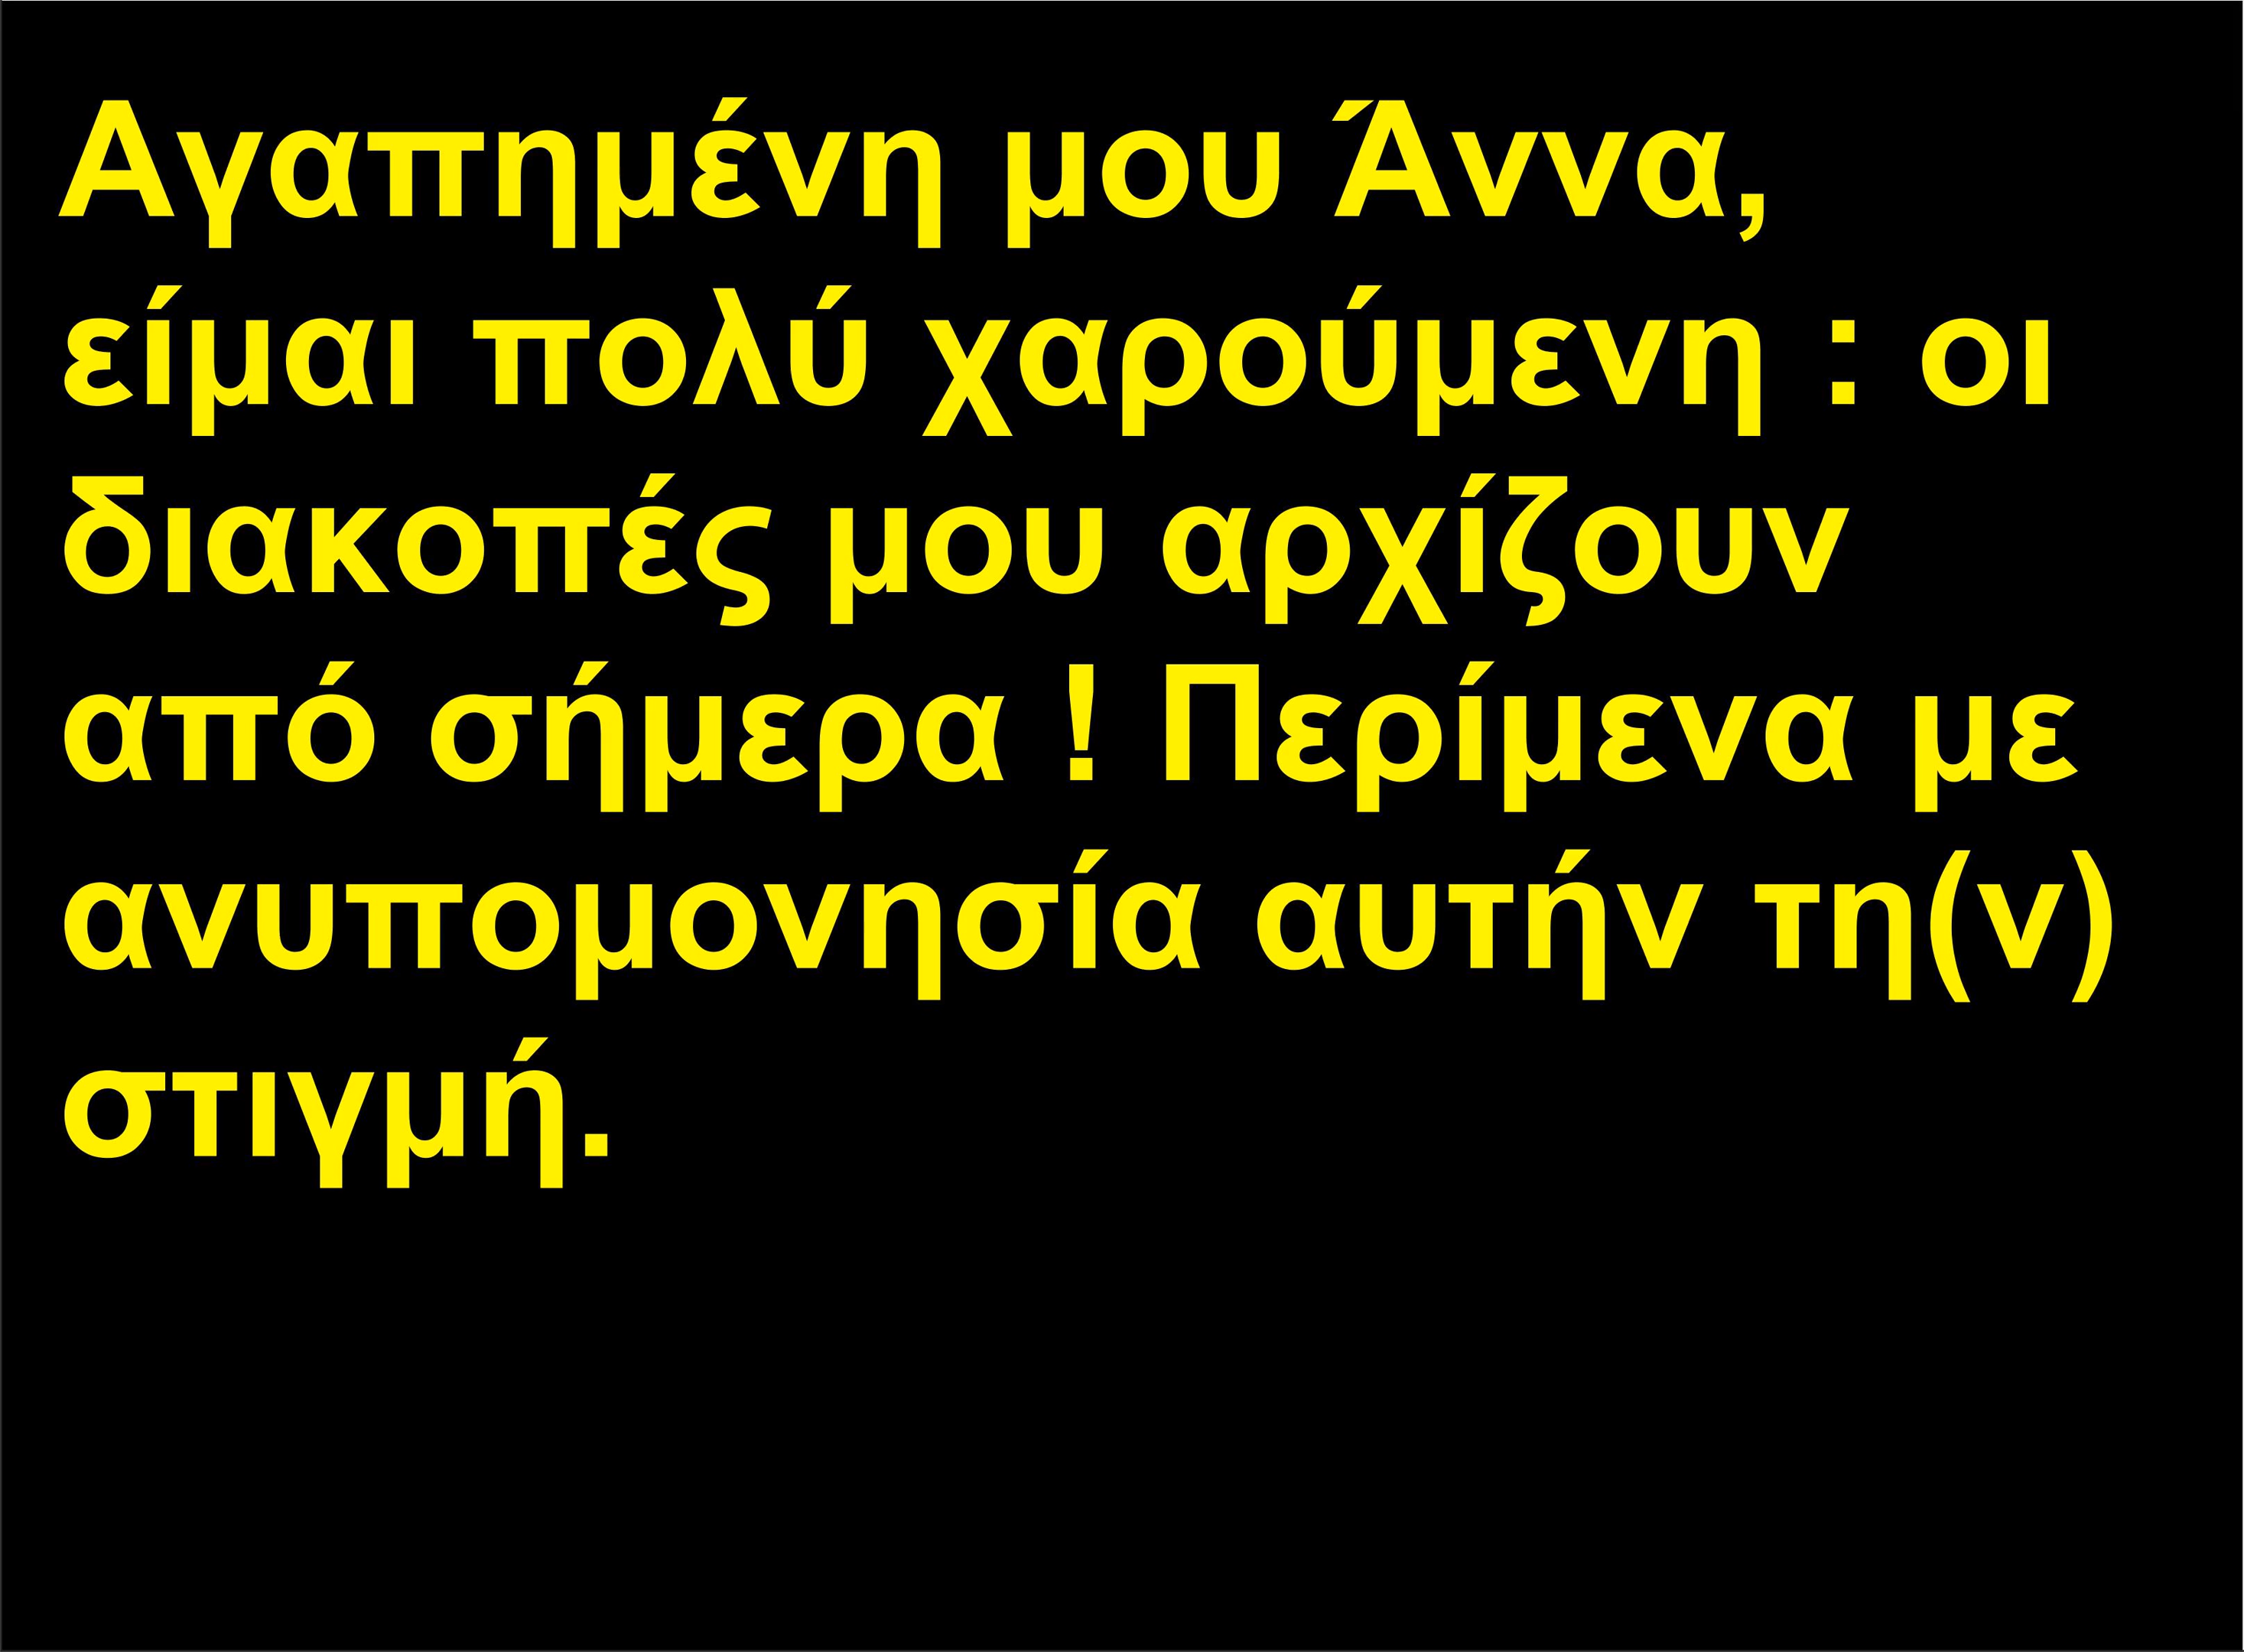 Αγαπημένη μου Άννα,
είμαι πολύ χαρούμενη : οι
διακοπές μου αρχίζουν
από σήμερα ! Περίμενα με
ανυπομονησία αυτήν τη(ν)
στιγμή.